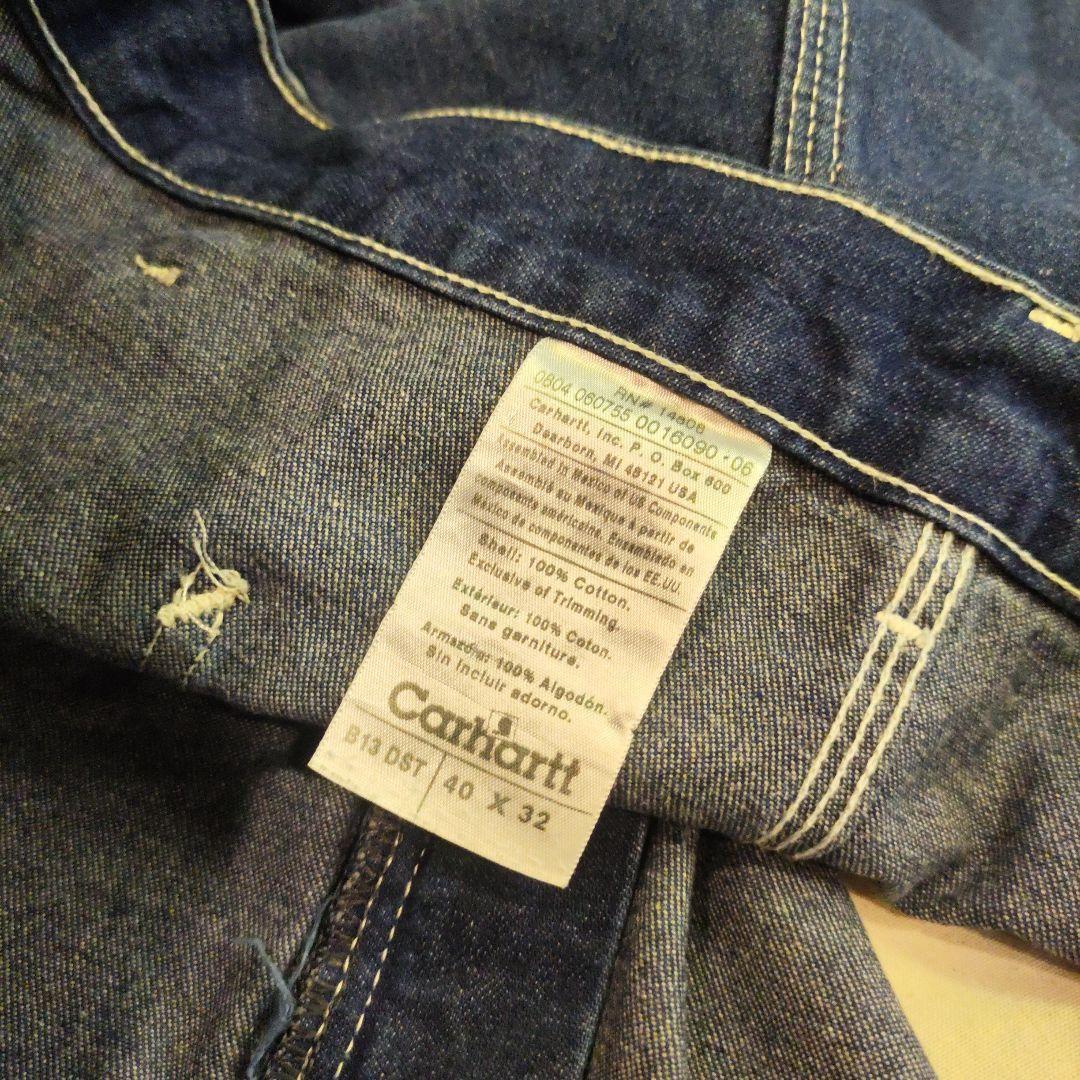 RN# 14806
0804 060755 0016090 - 06
Carhartt, Inc. P. O. Box 600
Dearborn, MI 48121 USA
Assembled in Mexico of US Components
Assemblé au Mexique à partir de
composants américains. Ensamblado en
México de componentes de los EE.UU.
Shell: 100% Cotton.
Exclusive of Trimming.
Extérieur: 100% Coton.
Sans garniture.
Armazón: 100% Algodón.
Sin incluir adorno.
Carhartt
B13 DST 40 X 32